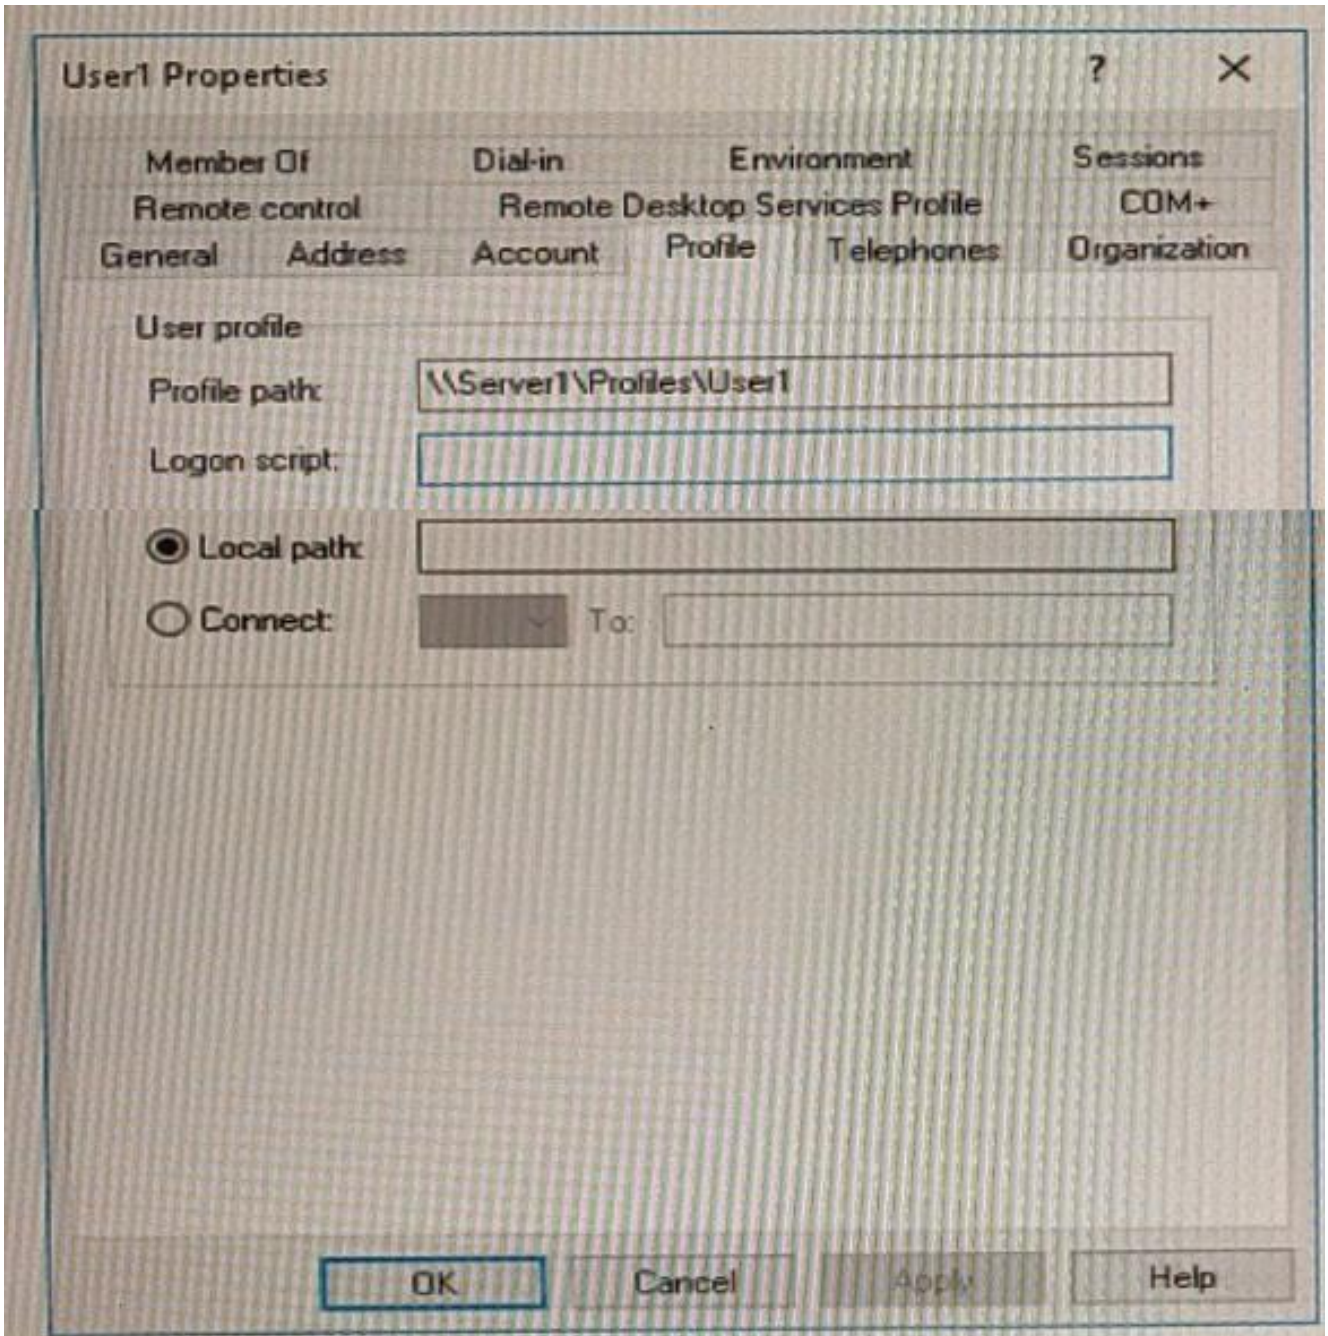 User1 Properties ? ✕
Member Of Dial-in Environment Sessions
Remote control Remote Desktop Services Profile COM+
General Address Account Profile Telephones Organization
User profile
Profile path: \\Server1\Profiles\User1
Logon script:
Local path:
Connect: To:
OK Cancel Apply Help